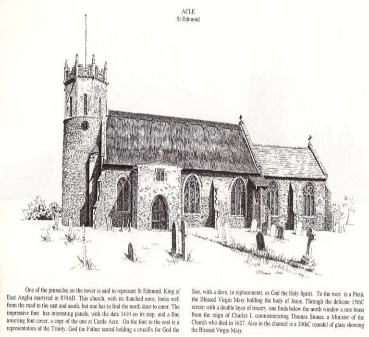 ACLE
St Edmond
One of the pinnacles on the tower is said to represent St Edmund, King of
East Anglia martyred in 870AD. This church, with its thatched nave, looks well
from the road to the east and south, but one has to find the north door to enter. The
impressive font has interesting panels, with the date 1410 on its step, and a fine
towering font cover, a copy of the one at Castle Acre. On the font to the east is a
representation of the Trinity, God the Father seated holding a crucifix for God the
Son, with a dove, (a replacement), as God the Holy Spirit. To the west is a Pieta,
the Blessed Virgin Mary holding the body of Jesus. Through the delicate 15thC
screen with a double layer of tracery, one finds below the north window a rare brass
from the reign of Charles I, commemorating Thomas Stones, a Minister of the
Church who died in 1627. Also in the chancel is a 20thC roundel of glass showing
the Blessed Virgin Mary.